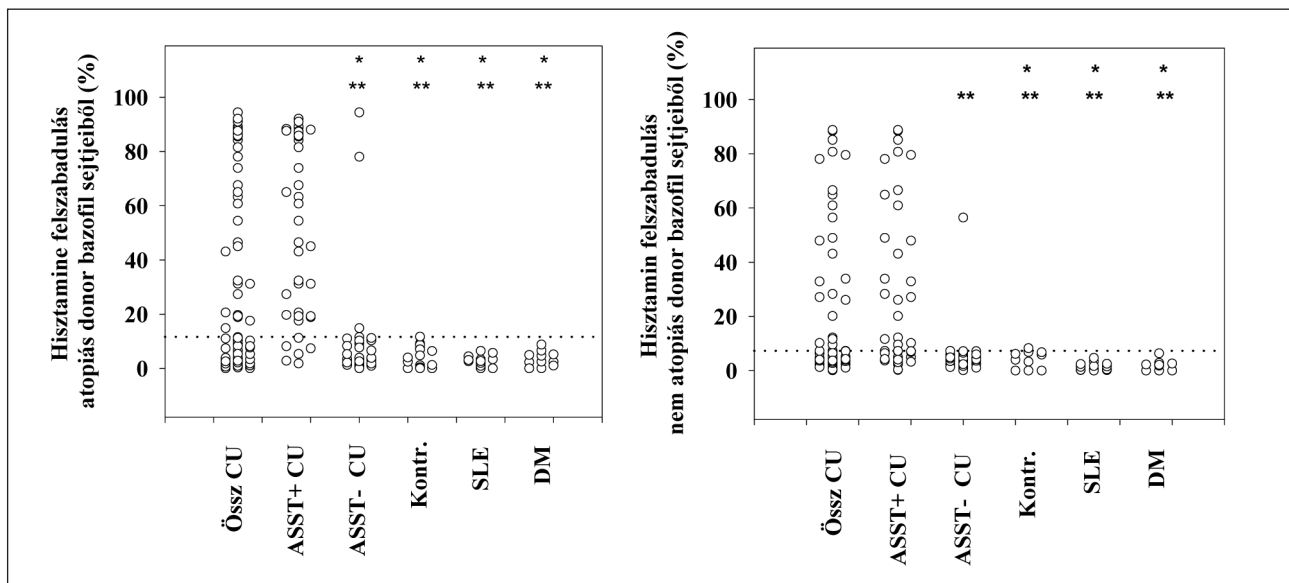 Hisztamine felszabadulás
atopiás donor bazofil sejtjeiből (%)
* * * *
** ** ** **
100
80
60
40
20
0
Össz CU
ASST+ CU
ASST- CU
Kontr.
SLE
DM
Hisztamin felszabadulás
nem atopiás donor bazofil sejtjeiből (%)
* * *
** ** ** **
100
80
60
40
20
0
Össz CU
ASST+ CU
ASST- CU
Kontr.
SLE
DM